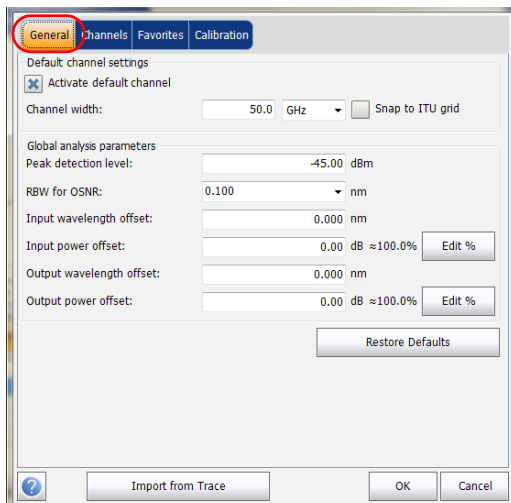 General Channels Favorites Calibration
Default channel settings
Activate default channel
Channel width: 50.0 GHz Snap to ITU grid
Global analysis parameters
Peak detection level: -45.00 dBm
RBW for OSNR: 0.100 nm
Input wavelength offset: 0.000 nm
Input power offset: 0.00 dB ≈100.0% Edit %
Output wavelength offset: 0.000 nm
Output power offset: 0.00 dB ≈100.0% Edit %
Restore Defaults
? Import from Trace OK Cancel